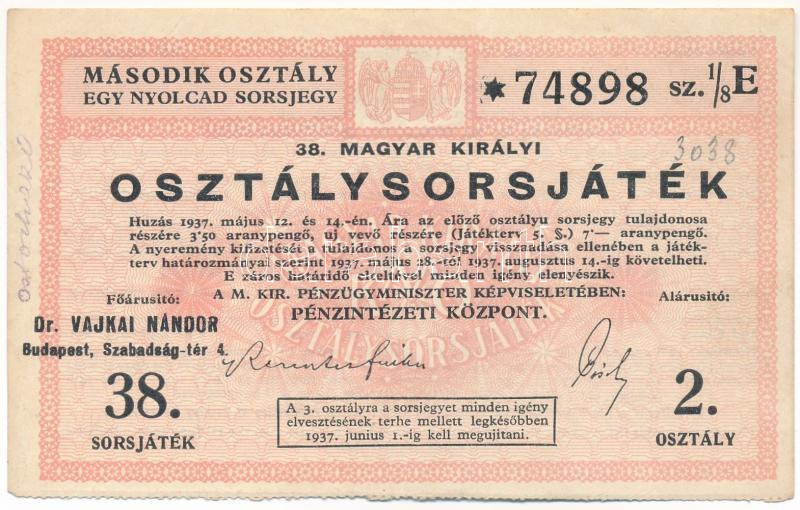 MÁSODIK OSZTÁLY
EGY NYOLCAD SORSJEGY
*74898 SZ. 1/8 E
3038
38. MAGYAR KIRÁLYI
OSZTÁLYSORSJÁTÉK
Huzás 1937. május 12. és 14.-én. Ára az előző osztályu sorsjegy tulajdonosa
részére 3'50 aranypengő, uj vevő részére (Játékterv 5. §.) 7'— aranypengő.
A nyeremény kifizetését a tulajdonos a sorsjegy visszaadása ellenében a játék-
terv határozmányai szerint 1937. május 28.-tól 1937. augusztus 14.-ig követelheti.
E záros határidő elteltével minden igény elenyészik.
Főárusitó:
A M. KIR. PÉNZÜGYMINISZTER KÉPVISELETÉBEN:
Alárusitó:
PÉNZINTÉZETI KÖZPONT.
Dr. VAJKAI NÁNDOR
Budapest, Szabadság-tér 4.
OSZTÁLYSORSJÁTÉK
38.
SORSJÁTÉK
A 3. osztályra a sorsjegyet minden igény
elvesztésének terhe mellett legkésőbben
1937. junius 1.-ig kell megujitani.
2.
OSZTÁLY